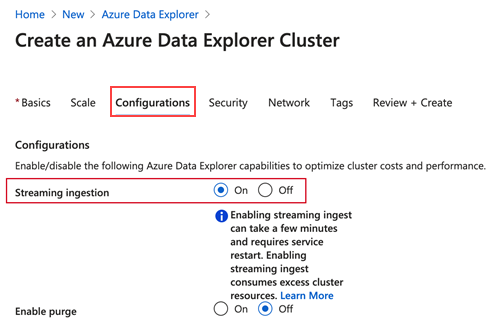 Home > New > Azure Data Explorer >
Create an Azure Data Explorer Cluster
* Basics Scale Configurations Security Network Tags Review + Create
Configurations
Enable/disable the following Azure Data Explorer capabilities to optimize cluster costs and performance.
Streaming ingestion On Off
Enabling streaming ingest
can take a few minutes
and requires service
restart. Enabling
streaming ingest
consumes excess cluster
resources. Learn More
Enable purge On Off